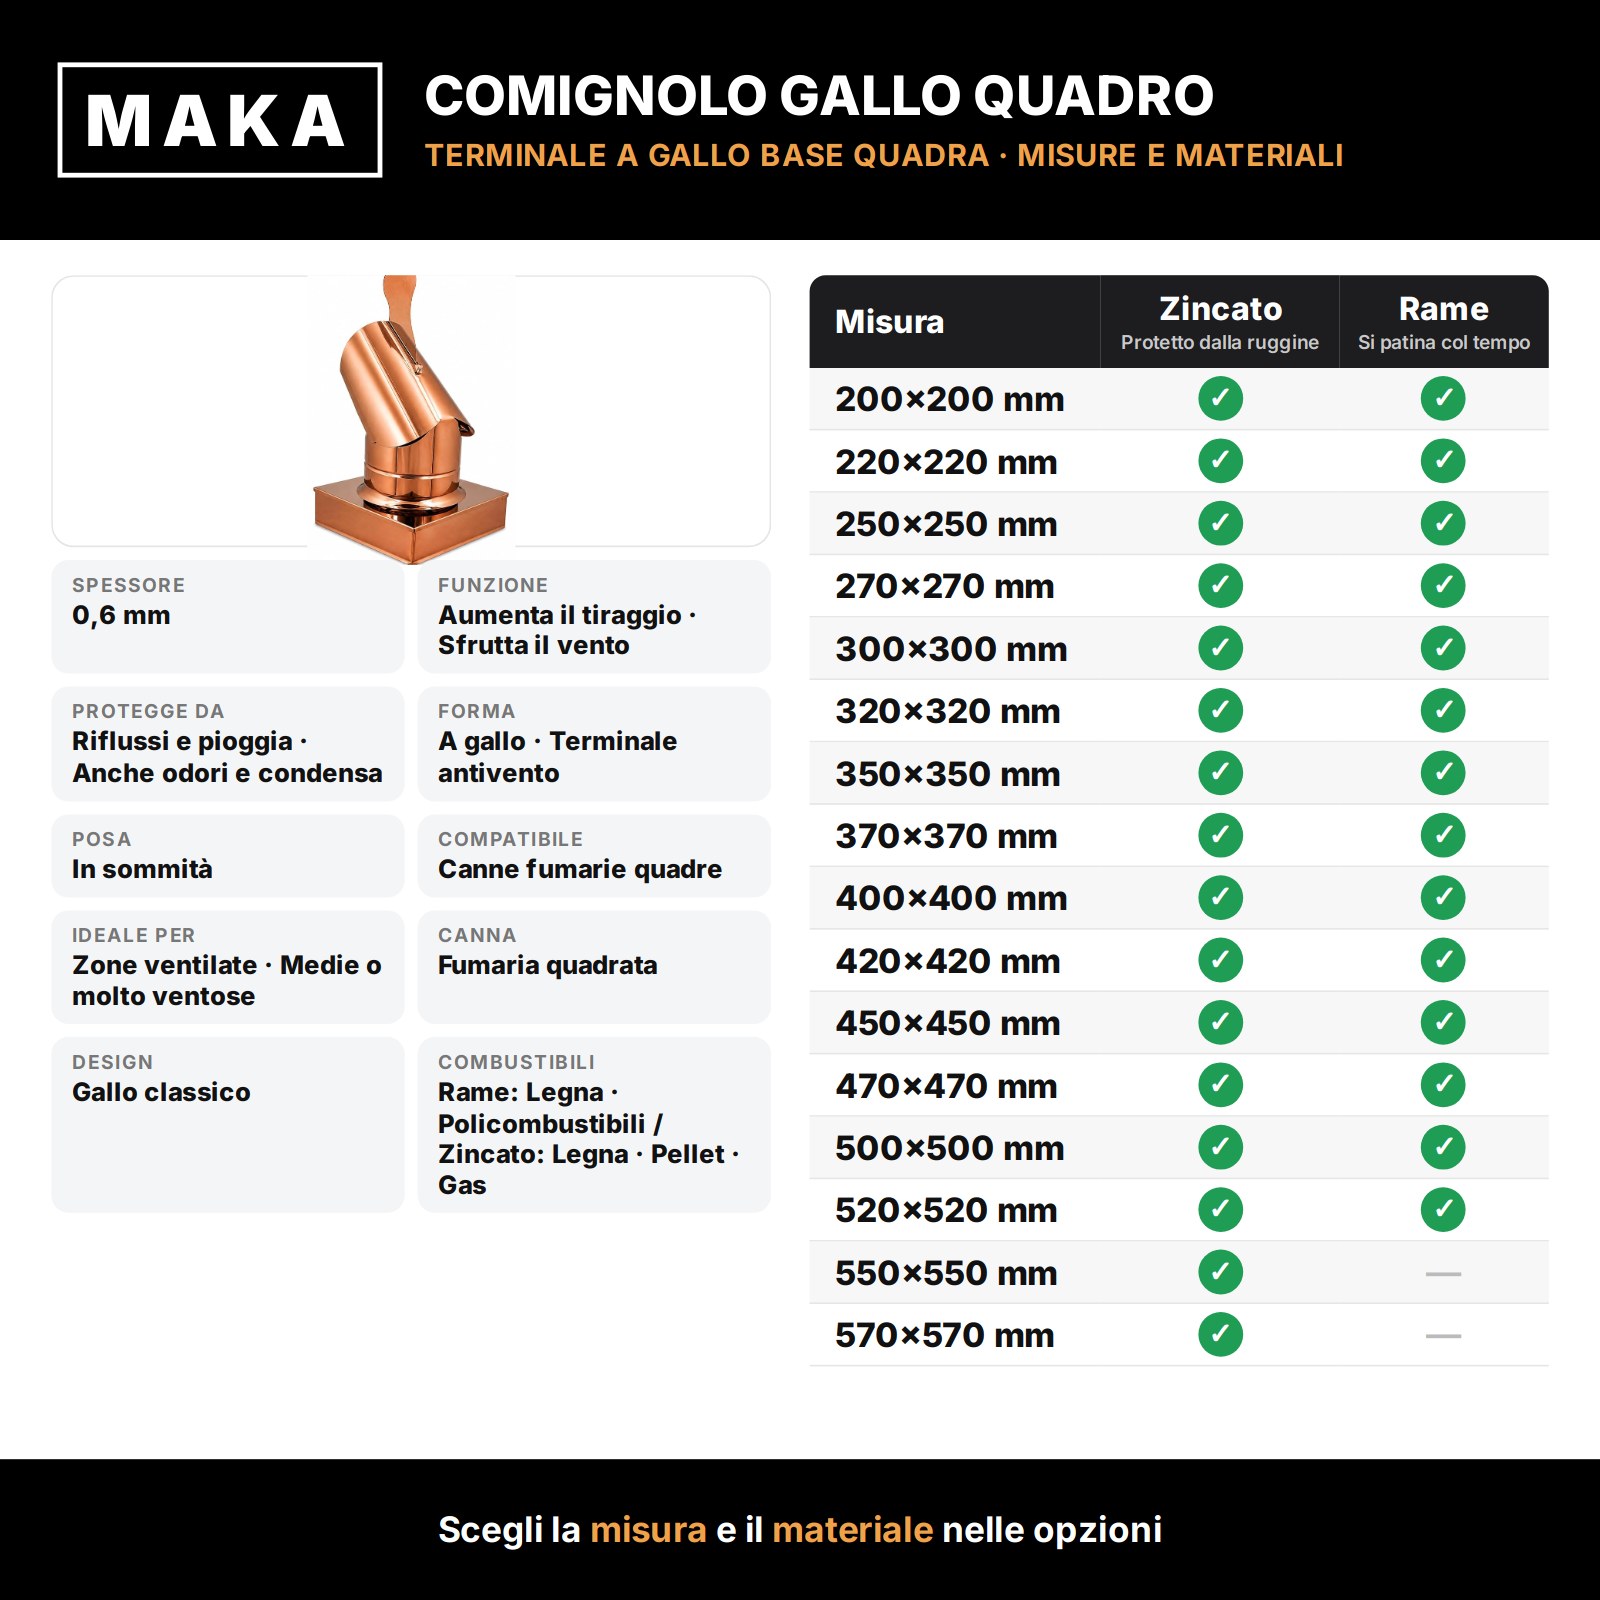 MAKA
COMIGNOLO GALLO QUADRO
TERMINALE A GALLO BASE QUADRA · MISURE E MATERIALI
SPESSORE
0,6 mm
FUNZIONE
Aumenta il tiraggio ·
Sfrutta il vento
PROTEGGE DA
Riflussi e pioggia ·
Anche odori e condensa
FORMA
A gallo · Terminale
antivento
POSA
In sommità
COMPATIBILE
Canne fumarie quadre
IDEALE PER
Zone ventilate · Medie o
molto ventose
CANNA
Fumaria quadrata
DESIGN
Gallo classico
COMBUSTIBILI
Rame: Legna ·
Policombustibili /
Zincato: Legna · Pellet ·
Gas
Misura Zincato Rame
Protetto dalla ruggine Si patina col tempo
200×200 mm ✓ ✓
220×220 mm ✓ ✓
250×250 mm ✓ ✓
270×270 mm ✓ ✓
300×300 mm ✓ ✓
320×320 mm ✓ ✓
350×350 mm ✓ ✓
370×370 mm ✓ ✓
400×400 mm ✓ ✓
420×420 mm ✓ ✓
450×450 mm ✓ ✓
470×470 mm ✓ ✓
500×500 mm ✓ ✓
520×520 mm ✓ ✓
550×550 mm ✓ —
570×570 mm ✓ —
Scegli la misura e il materiale nelle opzioni